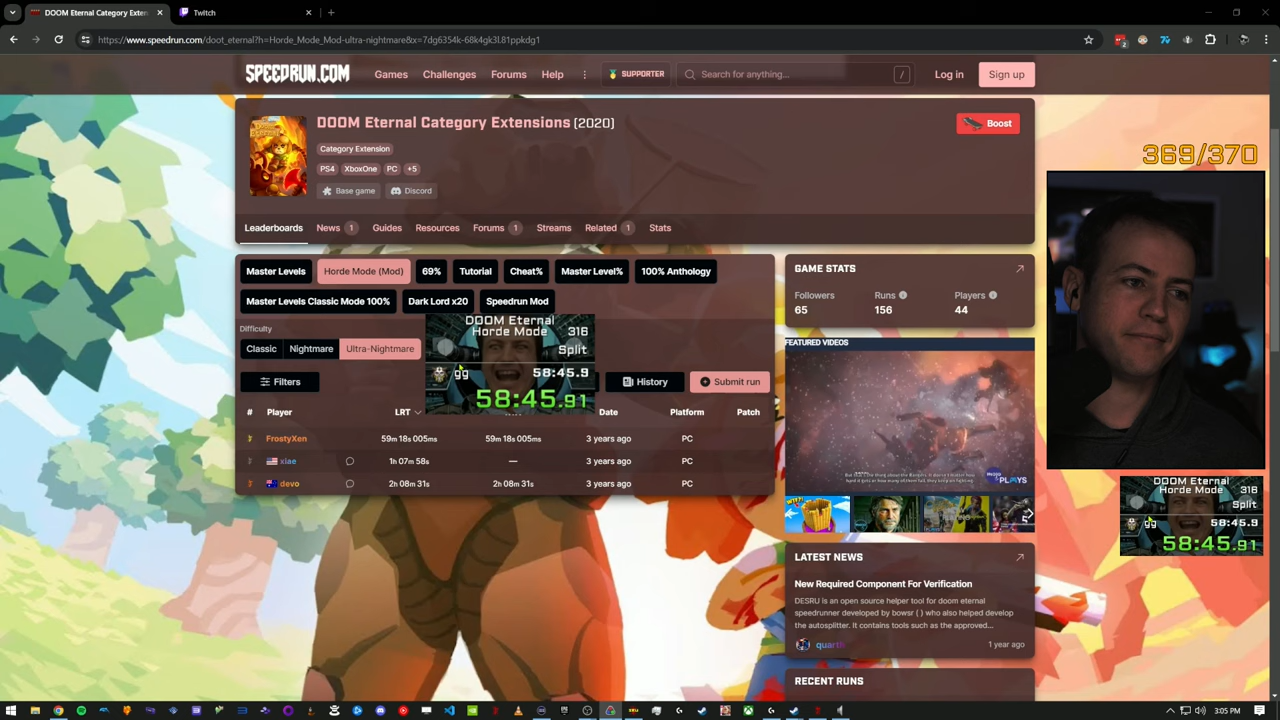 DOOM Eternal Category Exten
Twitch
https://www.speedrun.com/doot_eternal?h=Horde_Mode_Mod-ultra-nightmare&x=7dg6354k-68k4gk3l81ppkdg1
2
SPEEDRUN.COM
Games
Challenges
Forums
Help
SUPPORTER
Search for anything...
/
Log in
Sign up
DOOM Eternal Category Extensions [2020]
Category Extension
PS4 XboxOne PC +5
Base game Discord
Boost
Leaderboards News 1 Guides Resources Forums 1 Streams Related 1 Stats
369/370
Master Levels Horde Mode (Mod) 69% Tutorial Cheat% Master Level% 100% Anthology
Master Levels Classic Mode 100% Dark Lord x20 Speedrun Mod
Difficulty
Classic Nightmare Ultra-Nightmare
Filters
DOOM Eternal
Horde Mode 316
Split
gg 58:45.9
58:45.91
History Submit run
# Player LRT Date Platform Patch
FrostyXen 59m 18s 005ms 59m 18s 005ms 3 years ago PC
xiae 1h 07m 58s — 3 years ago PC
devo 2h 08m 31s 2h 08m 31s 3 years ago PC
GAME STATS
Followers Runs Players
65 156 44
FEATURED VIDEOS
PLAYS
LATEST NEWS
New Required Component For Verification
DESRU is an open source helper tool for doom eternal
speedrunner developed by bowsr ( ) who also helped develop
the autosplitter. It contains tools such as the approved...
quarth 1 year ago
RECENT RUNS
DOOM Eternal
Horde Mode 316
Split
gg 58:45.9
58:45.91
3:05 PM